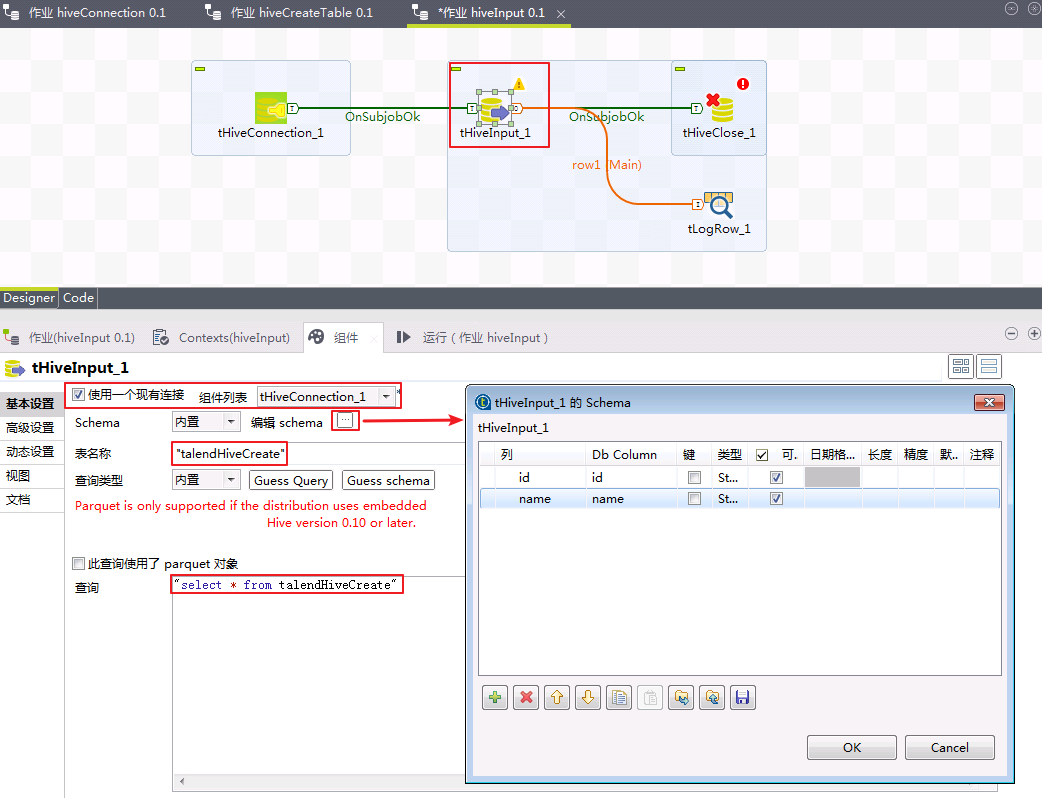 作业 hiveConnection 0.1
作业 hiveCreateTable 0.1
*作业 hiveInput 0.1
OnSubjobOk
OnSubjobOk
tHiveConnection_1
tHiveInput_1
tHiveClose_1
row1 (Main)
tLogRow_1
Designer
Code
作业(hiveInput 0.1)
Contexts(hiveInput)
组件
运行 ( 作业 hiveInput )
tHiveInput_1
基本设置
高级设置
动态设置
视图
文档
使用一个现有连接
组件列表
tHiveConnection_1
*
Schema
内置
编辑 schema
...
表名称
"talendHiveCreate"
查询类型
内置
Guess Query
Guess schema
Parquet is only supported if the distribution uses embedded
Hive version 0.10 or later.
此查询使用了 parquet 对象
查询
"select * from talendHiveCreate"
tHiveInput_1 的 Schema
tHiveInput_1
列
Db Column
键
类型
可.
日期格...
长度
精度
默..
注释
id
id
St...
name
name
St...
OK
Cancel